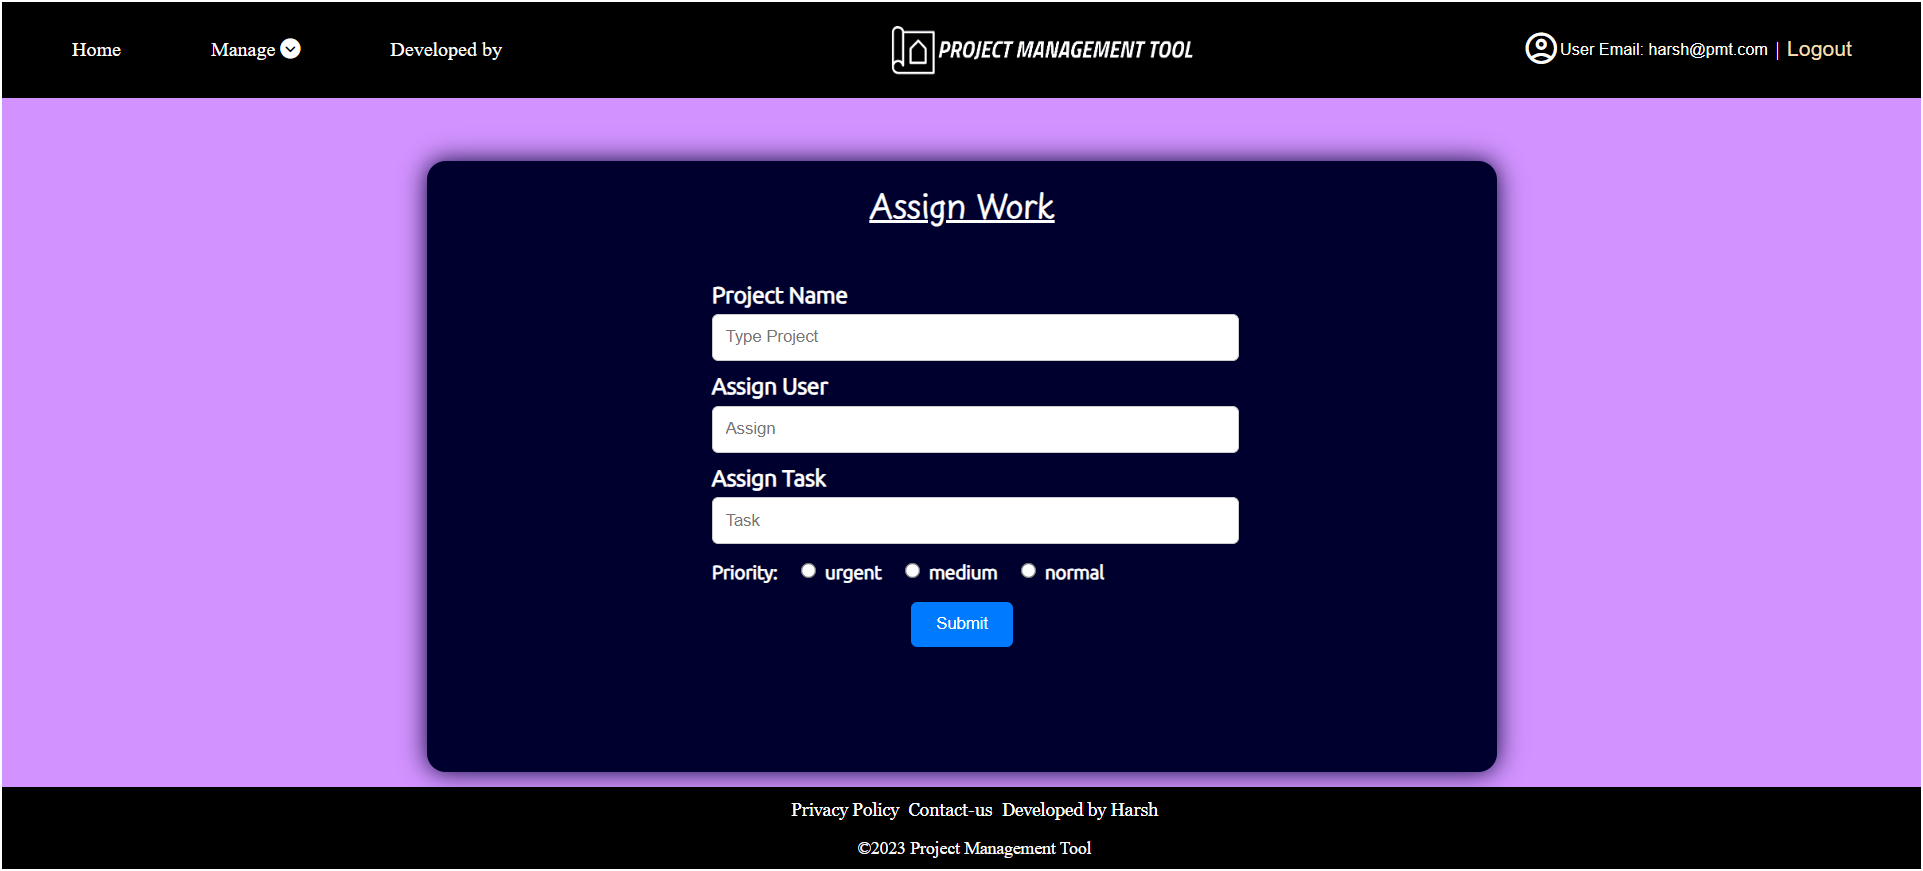 Home Manage Developed by PROJECT MANAGEMENT TOOL User Email: harsh@pmt.com | Logout
Assign Work
Project Name
Type Project
Assign User
Assign
Assign Task
Task
Priority: urgent medium normal
Submit
Privacy Policy Contact-us Developed by Harsh
©2023 Project Management Tool